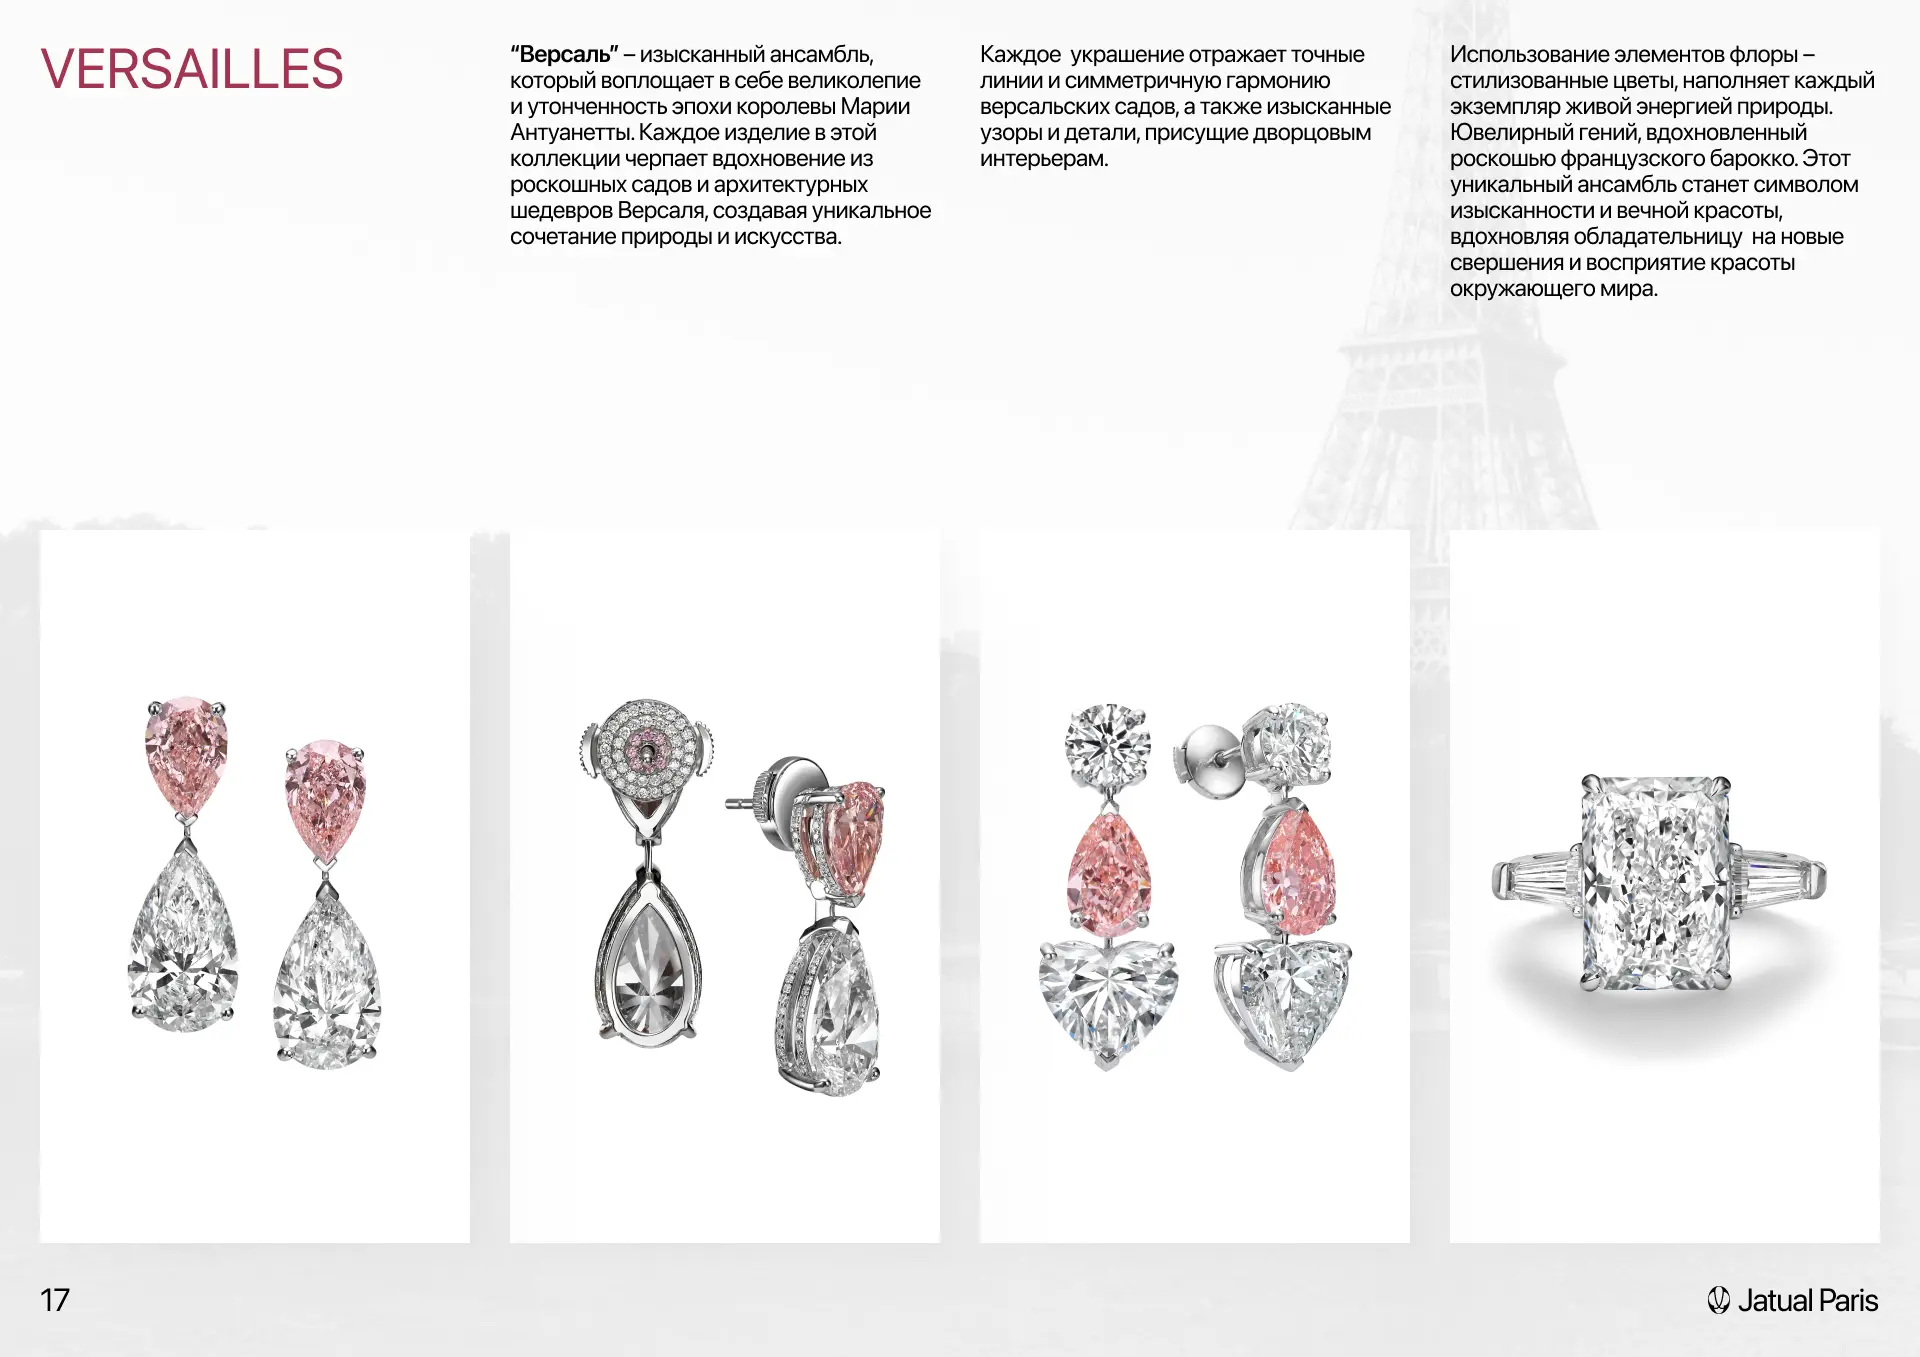 VERSAILLES
“Версаль” – изысканный ансамбль,
который воплощает в себе великолепие
и утонченность эпохи королевы Марии
Антуанетты. Каждое изделие в этой
коллекции черпает вдохновение из
роскошных садов и архитектурных
шедевров Версаля, создавая уникальное
сочетание природы и искусства.
Каждое  украшение отражает точные
линии и симметричную гармонию
версальских садов, а также изысканные
узоры и детали, присущие дворцовым
интерьерам.
Использование элементов флоры –
стилизованные цветы, наполняет каждый
экземпляр живой энергией природы.
Ювелирный гений, вдохновленный
роскошью французского барокко. Этот
уникальный ансамбль станет символом
изысканности и вечной красоты,
вдохновляя обладательницу  на новые
свершения и восприятие красоты
окружающего мира.
17
Jatual Paris